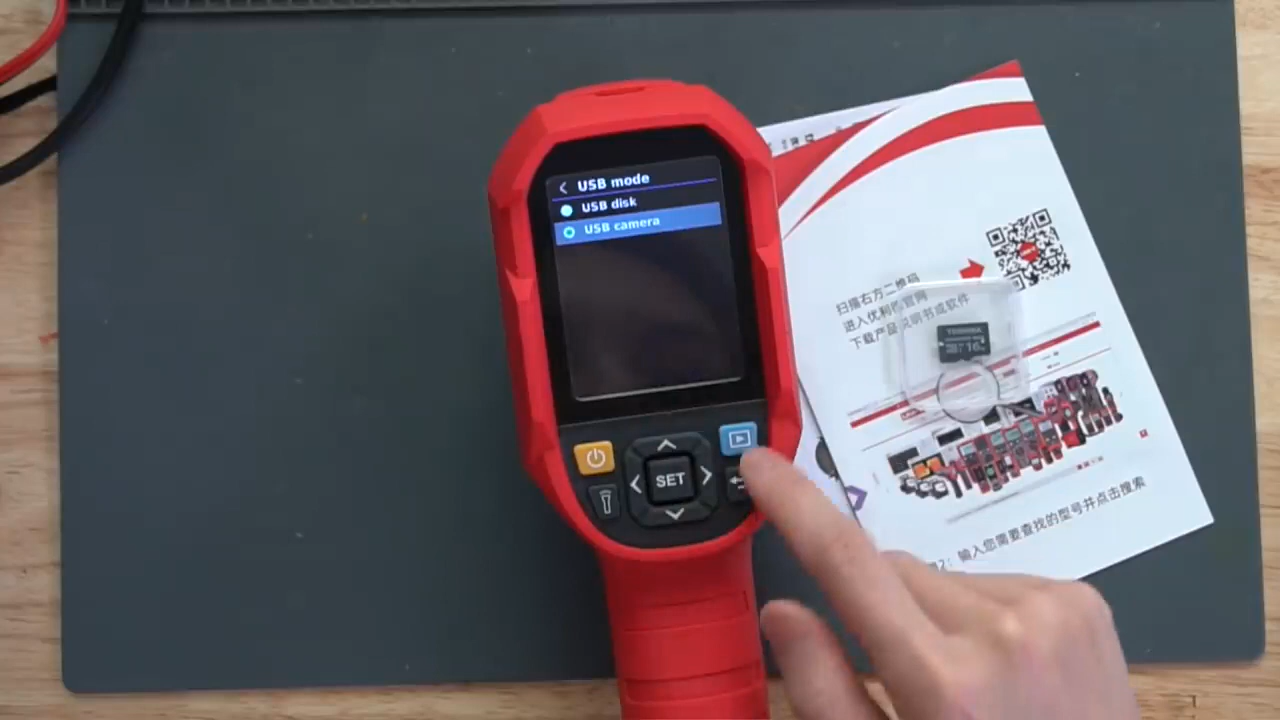 USB mode
USB disk
USB camera
SET
扫描右方二维码
进入优利德官网
下载产品说明书或软件
TOSHIBA
16
输入您需要查找的型号并点击搜索